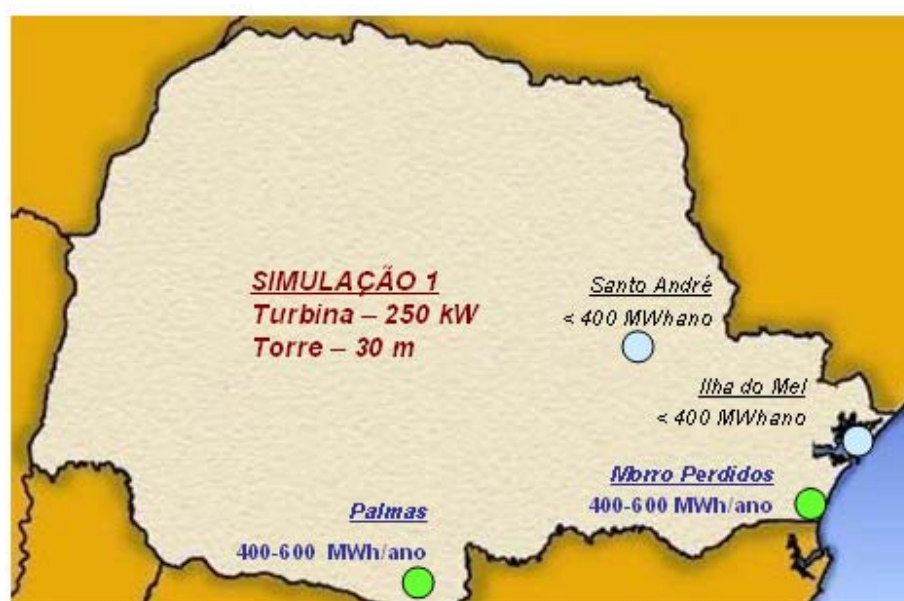 SIMULAÇÃO 1
Turbina – 250 kW
Torre – 30 m
Santo André
< 400 MWhano
Ilha do Mel
< 400 MWhano
Morro Perdidos
400-600 MWh/ano
Palmas
400-600 MWh/ano